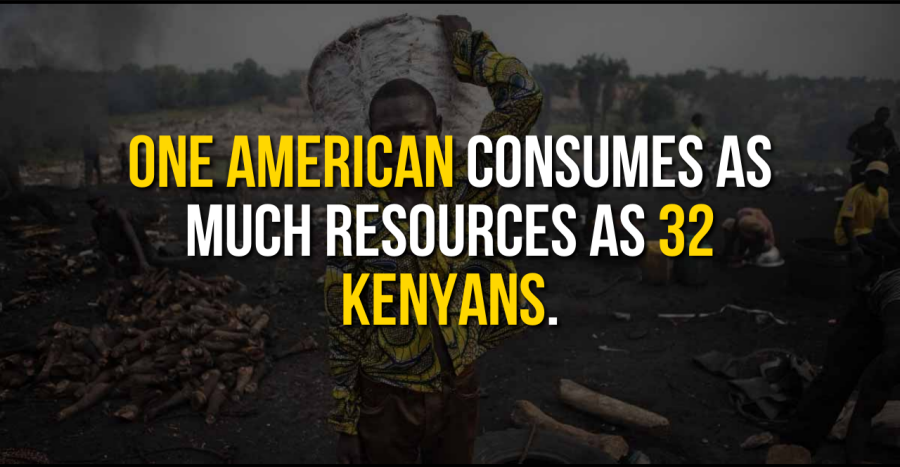 ONE AMERICAN CONSUMES AS
MUCH RESOURCES AS 32
KENYANS.